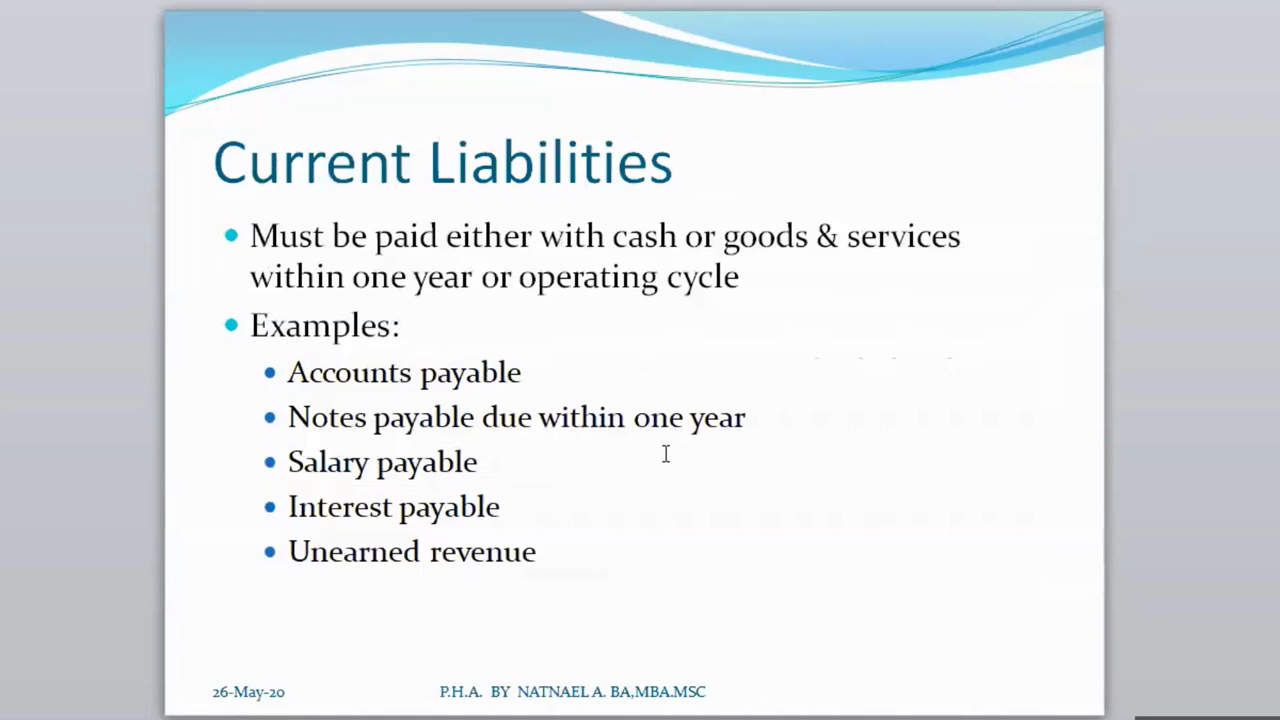 Current Liabilities
• Must be paid either with cash or goods & services
within one year or operating cycle
• Examples:
• Accounts payable
• Notes payable due within one year
• Salary payable
• Interest payable
• Unearned revenue
26-May-20 P.H.A. BY NATNAEL A. BA,MBA.MSC